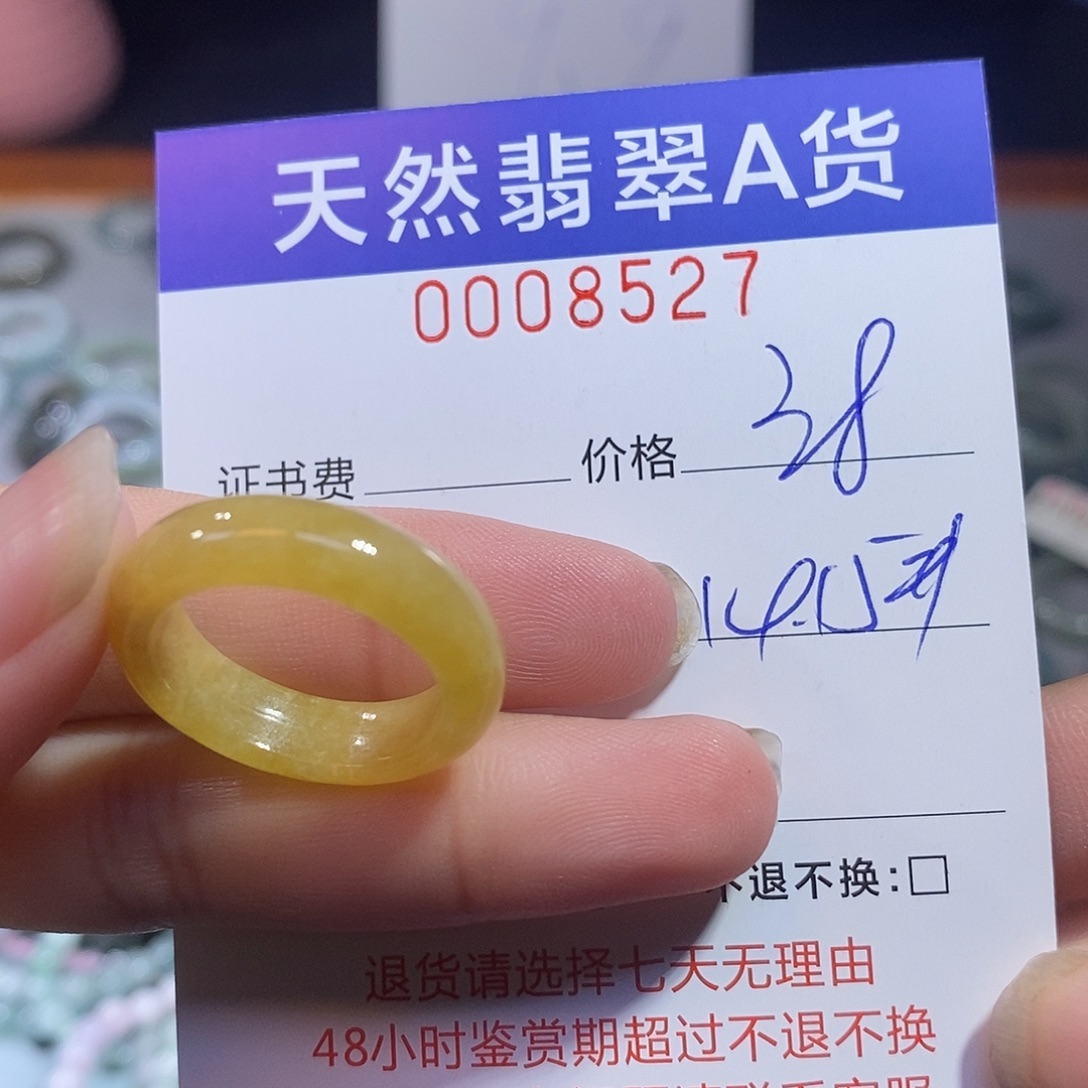 天然翡翠A货
0008527
证书费 价格 38
14.15
退不换:□
退货请选择七天无理由
48小时鉴赏期超过不退不换